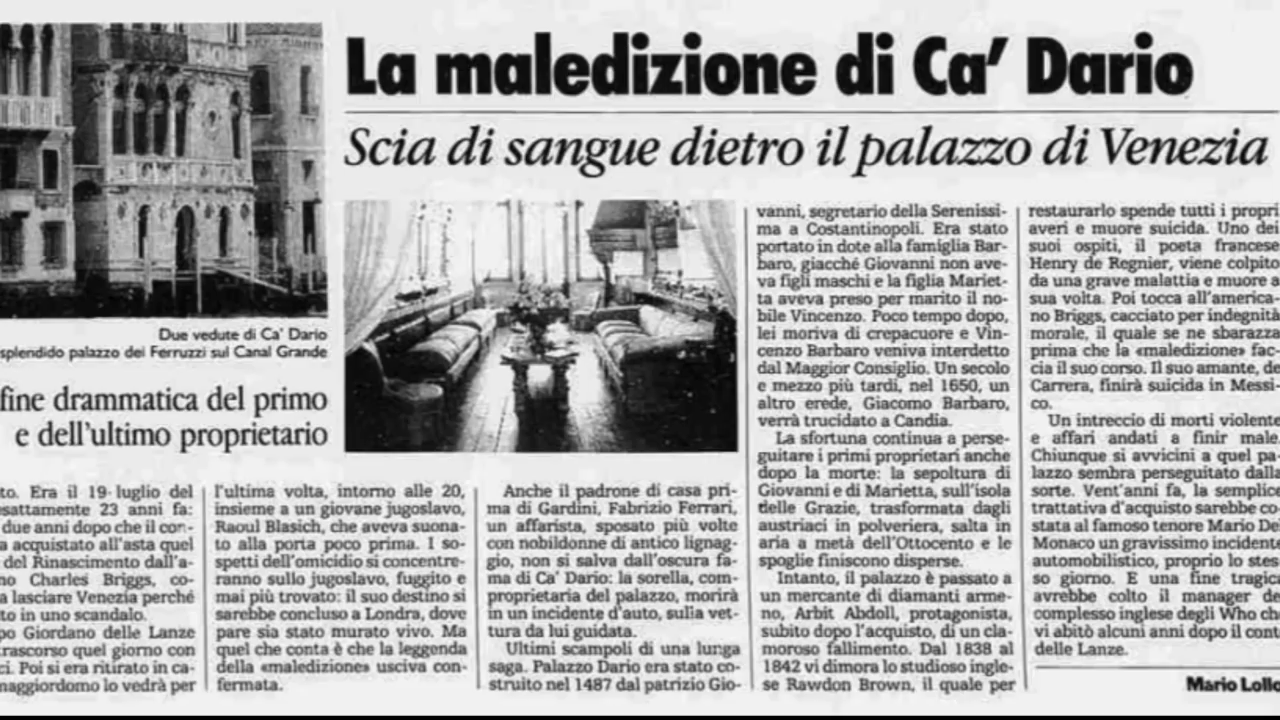 La maledizione di Ca' Dario
Scia di sangue dietro il palazzo di Venezia
Due vedute di Ca' Dario
splendido palazzo dei Ferruzzi sul Canal Grande
fine drammatica del primo
e dell'ultimo proprietario
to. Era il 19 luglio del
esattamente 23 anni fa:
due anni dopo che il con-
a acquistato all'asta quel
del Rinascimento dall'a-
no Charles Briggs, co-
a lasciare Venezia perché
to in uno scandalo.
po Giordano delle Lanze
trascorso quel giorno con
ci. Poi si era ritirato in ca-
maggiordomo lo vedrà per
l'ultima volta, intorno alle 20,
insieme a un giovane jugoslavo,
Raoul Blasich, che aveva suona-
to alla porta poco prima. I so-
spetti dell'omicidio si concentre-
ranno sullo jugoslavo, fuggito e
mai più trovato: il suo destino si
sarebbe concluso a Londra, dove
pare sia stato murato vivo. Ma
quel che conta è che la leggenda
della «maledizione» usciva con-
fermata.
Anche il padrone di casa pri-
ma di Gardini, Fabrizio Ferrari,
un affarista, sposato più volte
con nobildonne di antico lignag-
gio, non si salva dall'oscura fa-
ma di Ca' Dario: la sorella, com-
proprietaria del palazzo, morirà
in un incidente d'auto, sulla vet-
tura da lui guidata.
Ultimi scampoli di una lunga
saga. Palazzo Dario era stato co-
struito nel 1487 dal patrizio Gio-
vanni, segretario della Serenissi-
ma a Costantinopoli. Era stato
portato in dote alla famiglia Bar-
baro, giacché Giovanni non ave-
va figli maschi e la figlia Mariet-
ta aveva preso per marito il no-
bile Vincenzo. Poco tempo dopo,
lei moriva di crepacuore e Vin-
cenzo Barbaro veniva interdetto
dal Maggior Consiglio. Un secolo
e mezzo più tardi, nel 1650, un
altro erede, Giacomo Barbaro,
verrà trucidato a Candia.
La sfortuna continua a perse-
guitare i primi proprietari anche
dopo la morte: la sepoltura di
Giovanni e di Marietta, sull'isola
delle Grazie, trasformata dagli
austriaci in polveriera, salta in
aria a metà dell'Ottocento e le
spoglie finiscono disperse.
Intanto, il palazzo è passato a
un mercante di diamanti arme-
no, Arbit Abdoll, protagonista,
subito dopo l'acquisto, di un cla-
moroso fallimento. Dal 1838 al
1842 vi dimora lo studioso ingle-
se Rawdon Brown, il quale per
restaurarlo spende tutti i propri
averi e muore suicida. Uno dei
suoi ospiti, il poeta francese
Henry de Regnier, viene colpito
da una grave malattia e muore a
sua volta. Poi tocca all'america-
no Briggs, cacciato per indegnità
morale, il quale se ne sbarazza
prima che la «maledizione» fac-
cia il suo corso. Il suo amante, de
Carrera, finirà suicida in Messi-
co.
Un intreccio di morti violente
e affari andati a finir male.
Chiunque si avvicini a quel pa-
lazzo sembra perseguitato dalla
sorte. Vent'anni fa, la semplice
trattativa d'acquisto sarebbe co-
stata al famoso tenore Mario De
Monaco un gravissimo incidente
automobilistico, proprio lo stes-
so giorno. E una fine tragica
avrebbe colto il manager de
complesso inglese degli Who ch
vi abitò alcuni anni dopo il cont
delle Lanze.
Mario Lollo